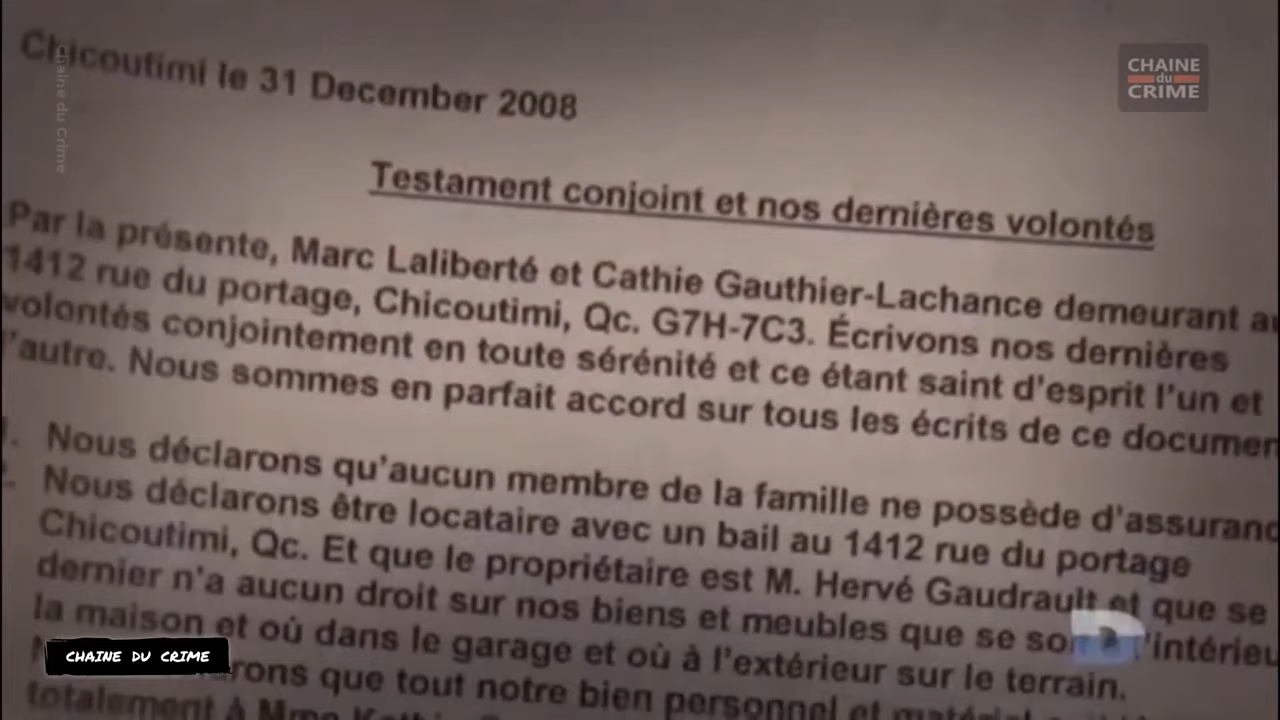 Chicoutimi le 31 December 2008
CHAINE
du
CRIME
Chaine du Crime
Testament conjoint et nos dernières volontés
Par la présente, Marc Laliberté et Cathie Gauthier-Lachance demeurant au
1412 rue du portage, Chicoutimi, Qc. G7H-7C3. Écrivons nos dernières
volontés conjointement en toute sérénité et ce étant saint d'esprit l'un et
l'autre. Nous sommes en parfait accord sur tous les écrits de ce documen
1. Nous déclarons qu'aucun membre de la famille ne possède d'assuranc
2. Nous déclarons être locataire avec un bail au 1412 rue du portage
Chicoutimi, Qc. Et que le propriétaire est M. Hervé Gaudrault et que se
dernier n'a aucun droit sur nos biens et meubles que se son l'intérieu
la maison et où dans le garage et où à l'extérieur sur le terrain.
CHAINE DU CRIME
rons que tout notre bien personnel et matériel
totalement à Mme